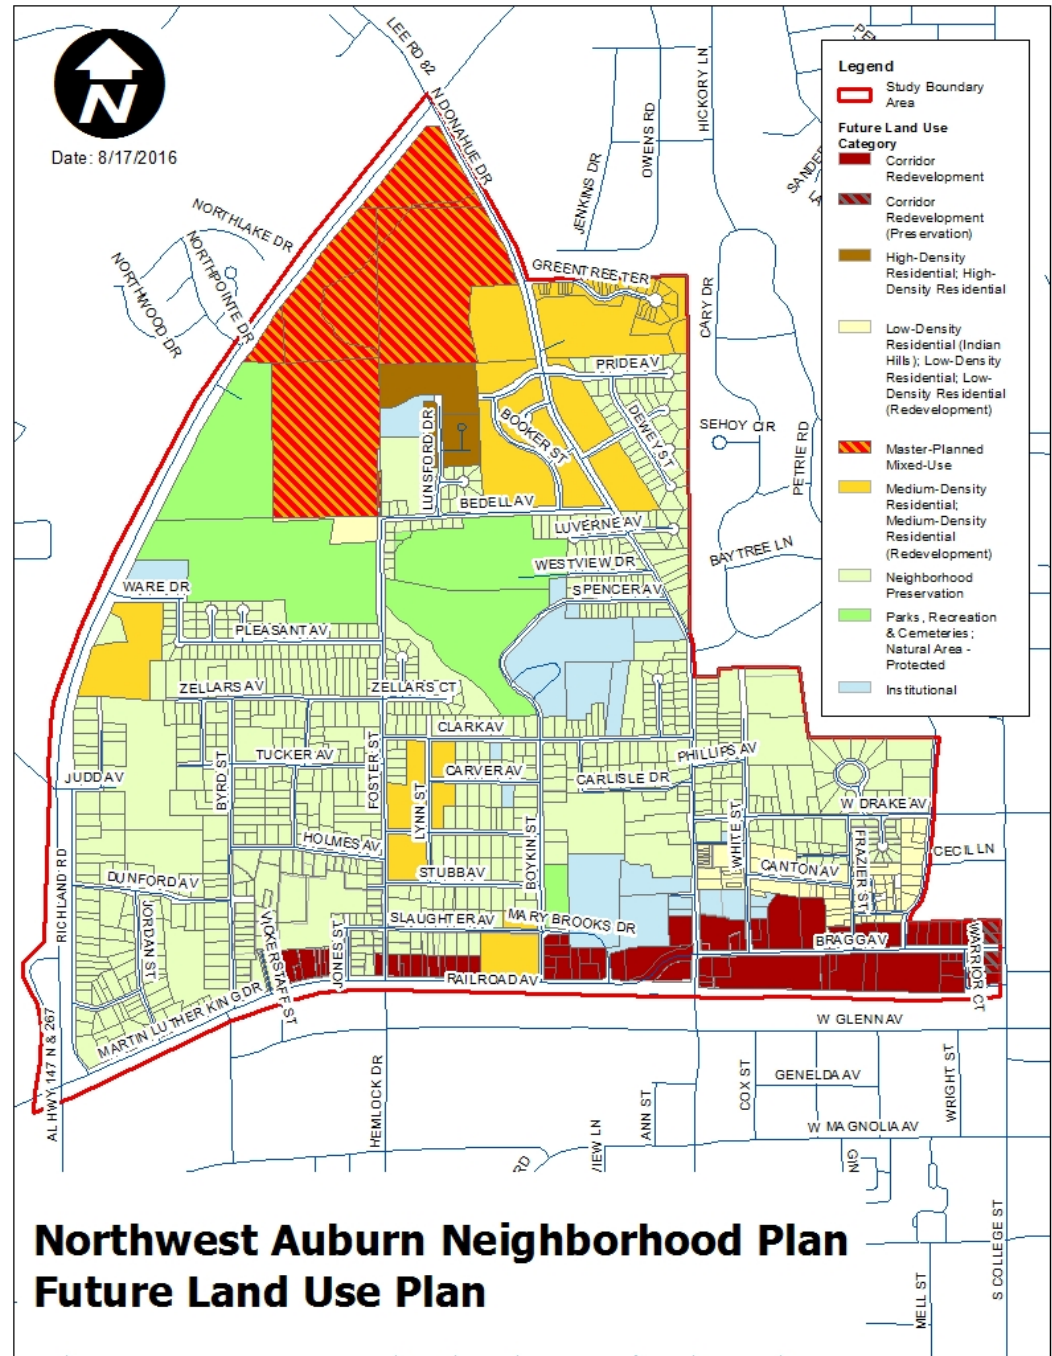 N
Date: 8/17/2016
LEE RD 82
N DONAHUE DR
HICKORY LN
OWENS RD
JENKINS DR
Legend
Study Boundary
Area
Future Land Use
Category
Corridor
Redevelopment
Corridor
Redevelopment
(Preservation)
High-Density
Residential; High-
Density Residential
Low-Density
Residential (Indian
Hills); Low-Density
Residential; Low-
Density Residential
(Redevelopment)
Master-Planned
Mixed-Use
Medium-Density
Residential;
Medium-Density
Residential
(Redevelopment)
Neighborhood
Preservation
Parks, Recreation
& Cemeteries;
Natural Area -
Protected
Institutional
NORTHLAKE DR
NORTHPOINTE DR
NORTHWOOD DR
GREENTREE TER
CARY DR
PRIDE AV
DEWEY ST
SEHOY CIR
PETRIE RD
BOOKER ST
LUNSFORD DR
BEDELL AV
LUVERNE AV
BAYTREE LN
WESTVIEW DR
SPENCER AV
WARE DR
PLEASANT AV
ZELLARS AV
ZELLARS CT
CLARK AV
PHILLIPS AV
TUCKER AV
CARVER AV
CARLISLE DR
JUDD AV
BYRD ST
FOSTER ST
LYNN ST
W DRAKE AV
HOLMES AV
BOYKIN ST
WHITE ST
FRAZIER ST
CECIL LN
CANTON AV
STUBB AV
DUNFORD AV
RICHLAND RD
JORDAN ST
VICKERSTAFF ST
JONES ST
SLAUGHTER AV
MARY BROOKS DR
BRAGG AV
WARRIOR CT
RAILROAD AV
MARTIN LUTHER KING DR
W GLENN AV
AL HWY 147 N & 267
HEMLOCK DR
COX ST
GENELDA AV
WRIGHT ST
ANN ST
W MAGNOLIA AV
VIEW LN
RD
GIN
S COLLEGE ST
MELL ST
Northwest Auburn Neighborhood Plan
Future Land Use Plan